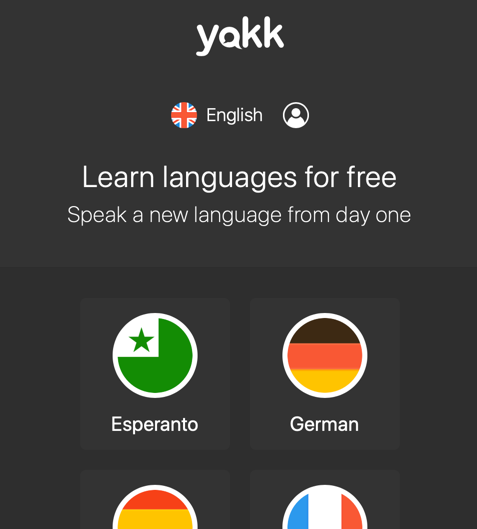 yakk
English
Learn languages for free
Speak a new language from day one
Esperanto
German